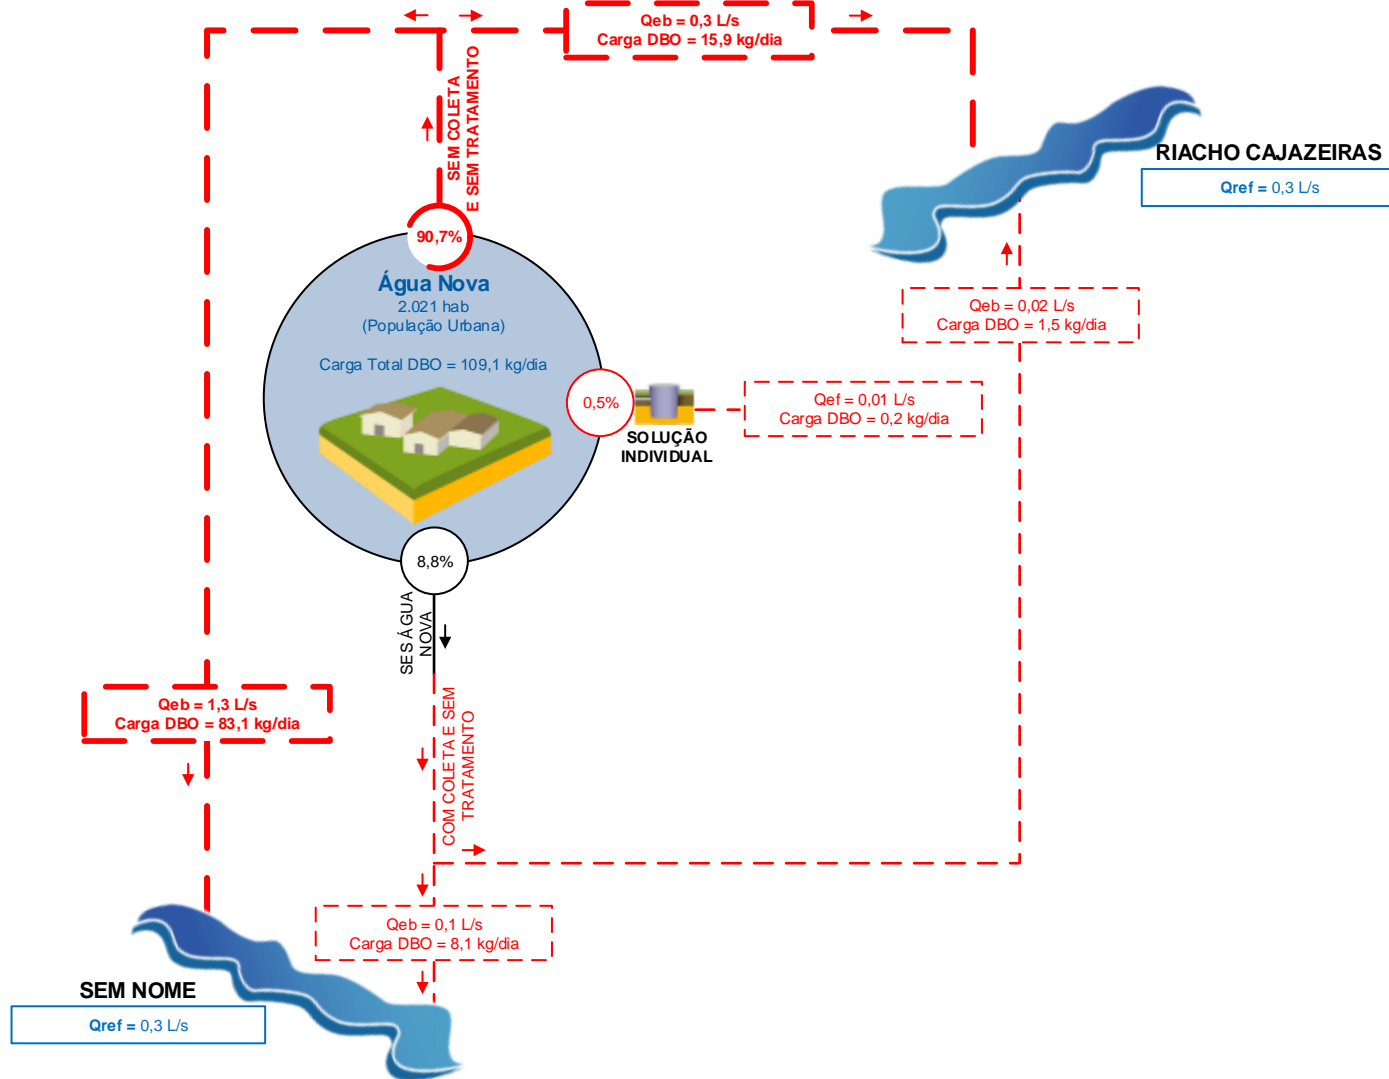 Qeb = 0,3 L/s
Carga DBO = 15,9 kg/dia
SEM COLETA
E SEM TRATAMENTO
RIACHO CAJAZEIRAS
Qref = 0,3 L/s
90,7%
Água Nova
2.021 hab
(População Urbana)
Carga Total DBO = 109,1 kg/dia
Qeb = 0,02 L/s
Carga DBO = 1,5 kg/dia
0,5%
SOLUÇÃO
INDIVIDUAL
Qef = 0,01 L/s
Carga DBO = 0,2 kg/dia
8,8%
SES ÁGUA
NOVA
Qeb = 1,3 L/s
Carga DBO = 83,1 kg/dia
COM COLETA E SEM
TRATAMENTO
Qeb = 0,1 L/s
Carga DBO = 8,1 kg/dia
SEM NOME
Qref = 0,3 L/s